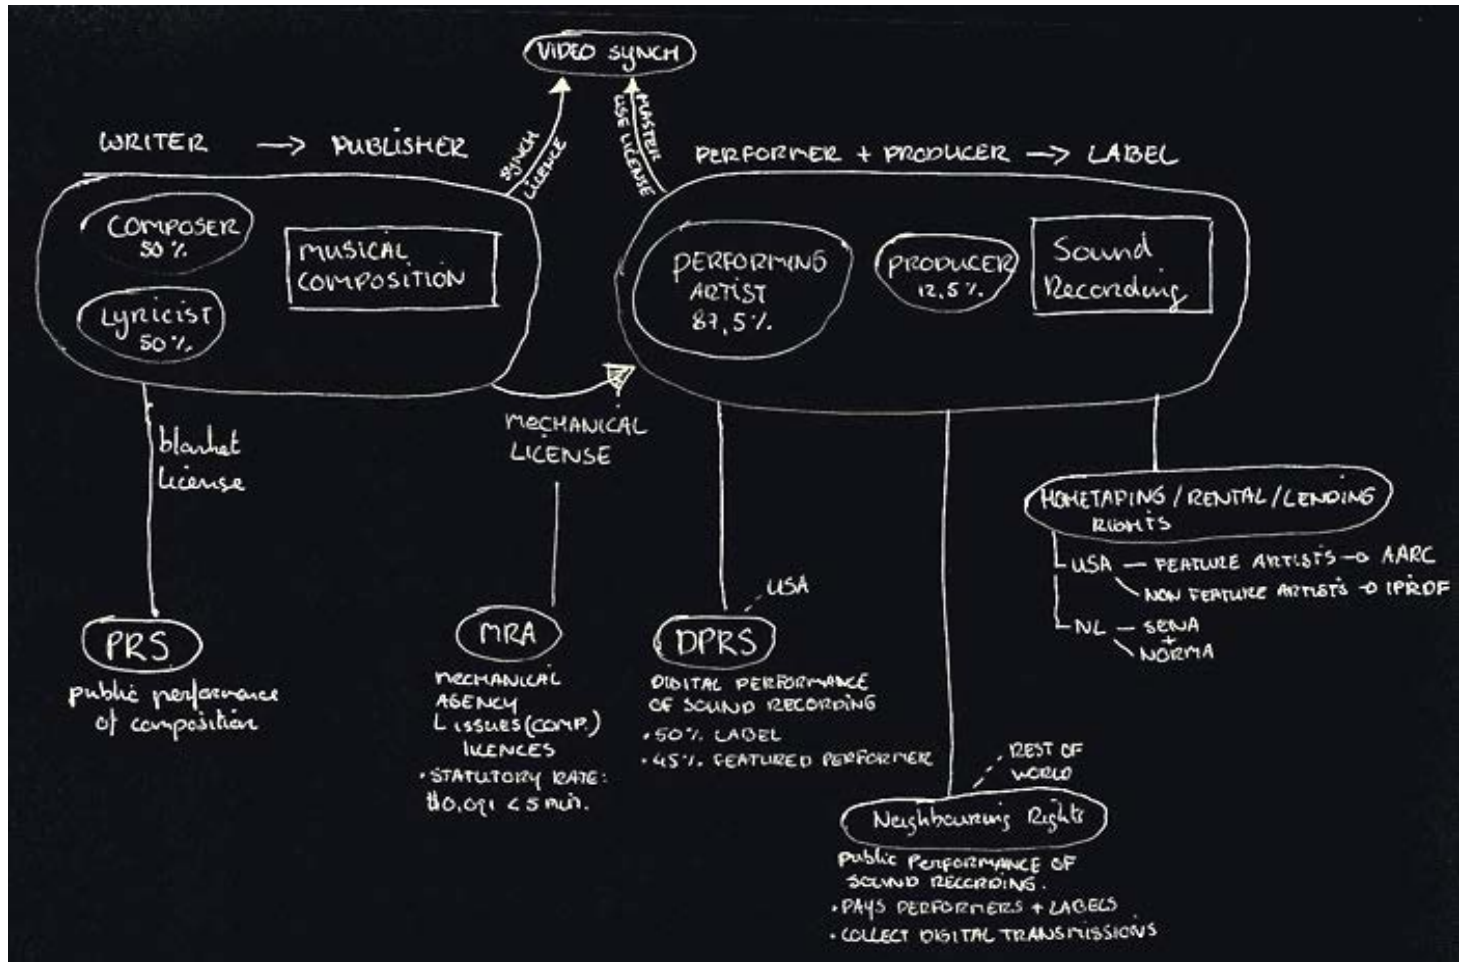 VIDEO SYNCH
SYNCH
LICENCE
MASTER
USE LICENSE
WRITER → PUBLISHER
PERFORMER + PRODUCER → LABEL
COMPOSER
50%
LYRICIST
50%
MUSICAL
COMPOSITION
PERFORMING
ARTIST
87,5%
PRODUCER
12,5%
Sound
Recording
blanket
license
MECHANICAL
LICENSE
HOMETAPING / RENTAL / LENDING
RIGHTS
USA — FEATURE ARTISTS → AARC
NON FEATURE ARTISTS → IPROF
NL — SENA
+
NORMA
PRS
public performance
of composition
MRA
MECHANICAL
AGENCY
ISSUES (COMP.)
LICENCES
• STATUTORY RATE:
$0,091 < 5 min.
USA
DPRS
DIGITAL PERFORMANCE
OF SOUND RECORDING
• 50% LABEL
• 45% FEATURED PERFORMER
REST OF
WORLD
Neighbouring Rights
public PERFORMANCE OF
SOUND RECORDING.
• PAYS PERFORMERS + LABELS
• COLLECT DIGITAL TRANSMISSIONS